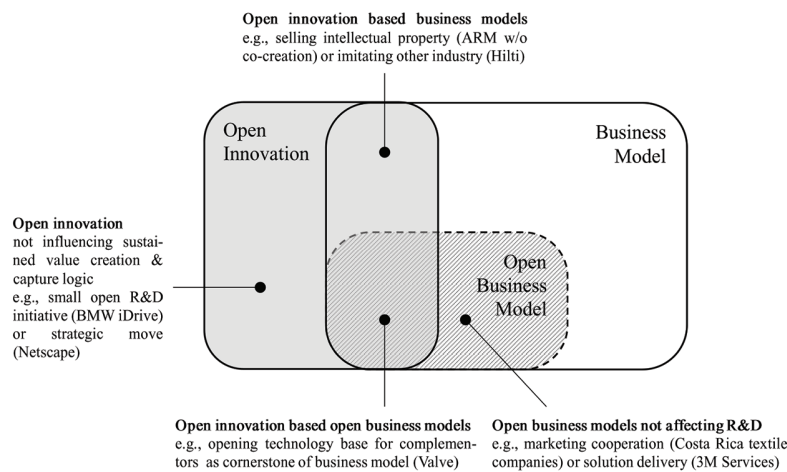 Open innovation based business models
e.g., selling intellectual property (ARM w/o
co-creation) or imitating other industry (Hilti)
Open
Innovation
Business
Model
Open innovation
not influencing sustai-
ned value creation &
capture logic
e.g., small open R&D
initiative (BMW iDrive)
or strategic move
(Netscape)
Open
Business
Model
Open innovation based open business models
e.g., opening technology base for complemen-
tors as cornerstone of business model (Valve)
Open business models not affecting R&D
e.g., marketing cooperation (Costa Rica textile
companies) or solution delivery (3M Services)